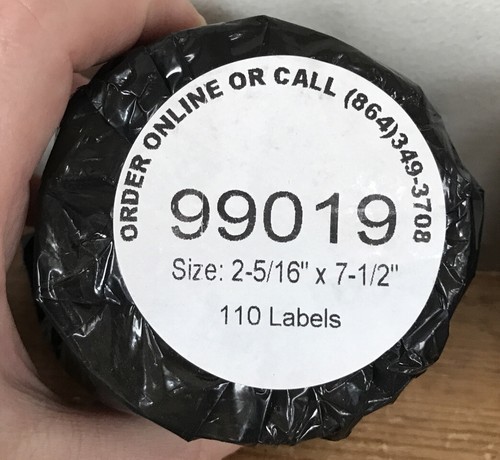 ORDER ONLINE OR CALL (864)349-3708
99019
Size: 2-5/16" x 7-1/2"
110 Labels